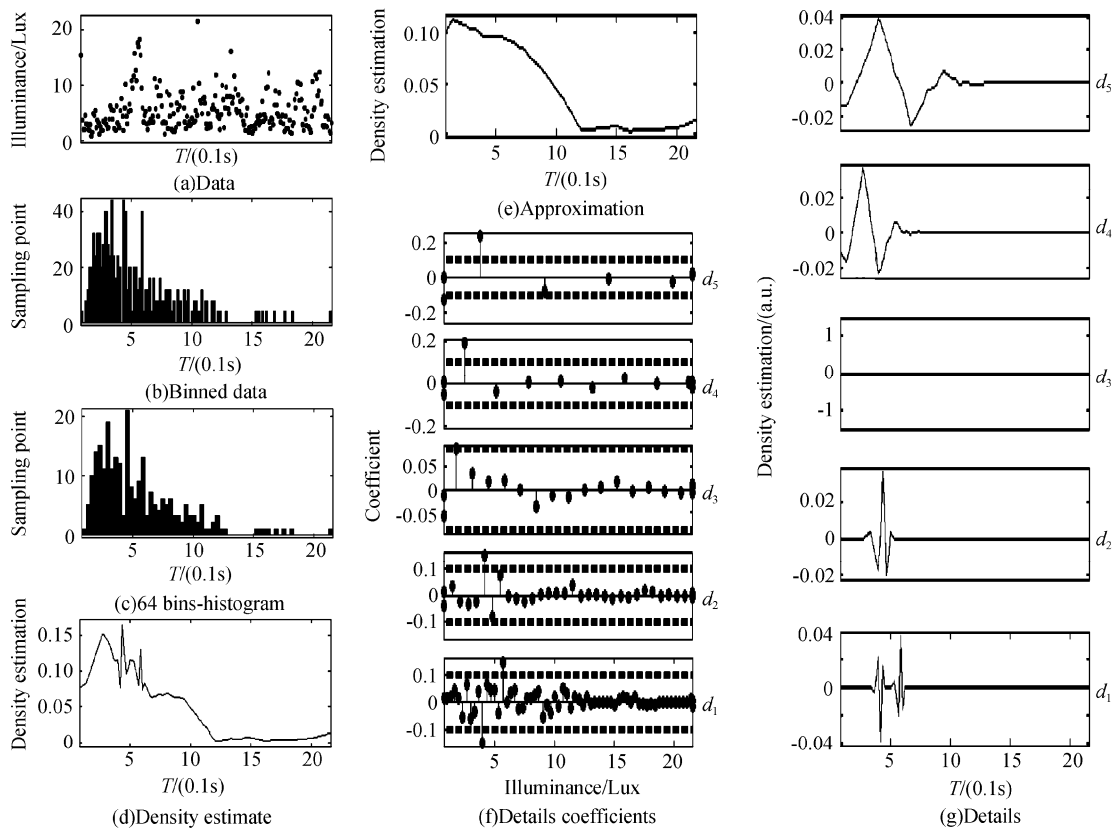 Illuminance/Lux
20
10
0
T/(0.1s)
(a)Data
Sampling point
40
20
0
5
10
15
20
T/(0.1s)
(b)Binned data
Sampling point
20
10
0
5
10
15
20
T/(0.1s)
(c)64 bins-histogram
Density estimation
0.15
0.10
0.15
0
5
10
15
20
T/(0.1s)
(d)Density estimate
Density estimation
0.10
0.05
0
5
10
15
20
T/(0.1s)
(e)Approximation
Coefficient
0.2
0
-0.2
d5
0.2
0
-0.2
d4
0.05
0
-0.05
d3
0.1
0
-0.1
d2
0.1
0
-0.1
d1
5
10
15
20
Illuminance/Lux
(f)Details coefficients
Density estimation/(a.u.)
0.04
0.02
0
-0.02
d5
0.02
0
-0.02
d4
1
0
-1
d3
0.02
0
-0.02
d2
0.04
0
-0.04
d1
5
10
15
20
T/(0.1s)
(g)Details